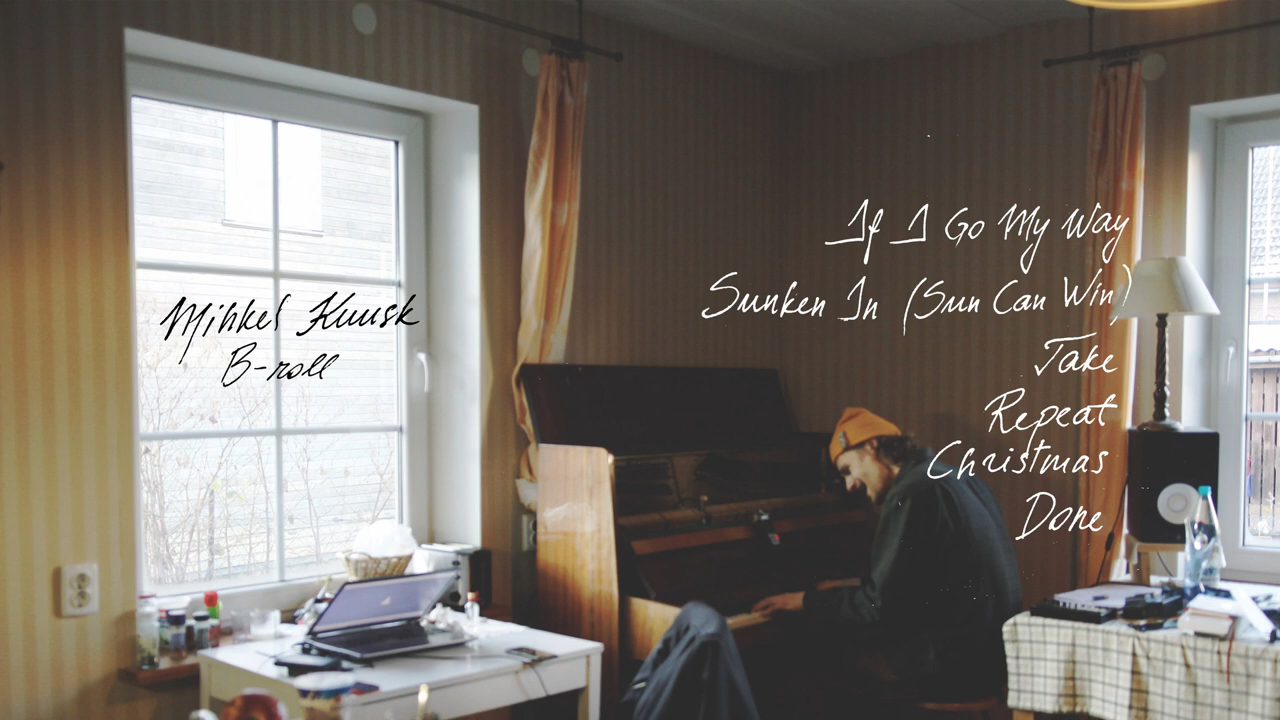 Mihkel Kuusk
B-roll
If I Go My Way
Sunken In (Sun Can Win)
Take
Repeat
Christmas
Done